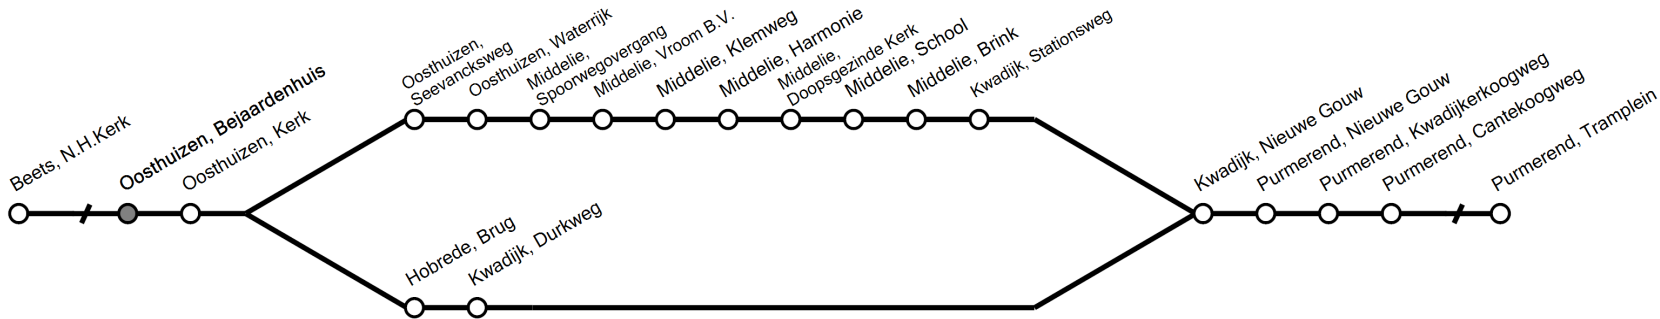 Beets, N.H.Kerk
Oosthuizen, Bejaardenhuis
Oosthuizen, Kerk
Oosthuizen,
Seevancksweg
Oosthuizen, Waterrijk
Middelie,
Spoorwegovergang
Middelie, Vroom B.V.
Middelie, Klemweg
Middelie, Harmonie
Middelie,
Doopsgezinde Kerk
Middelie, School
Middelie, Brink
Kwadijk, Stationsweg
Hobrede, Brug
Kwadijk, Durkweg
Kwadijk, Nieuwe Gouw
Purmerend, Nieuwe Gouw
Purmerend, Kwadijkerkoogweg
Purmerend, Cantekoogweg
Purmerend, Tramplein